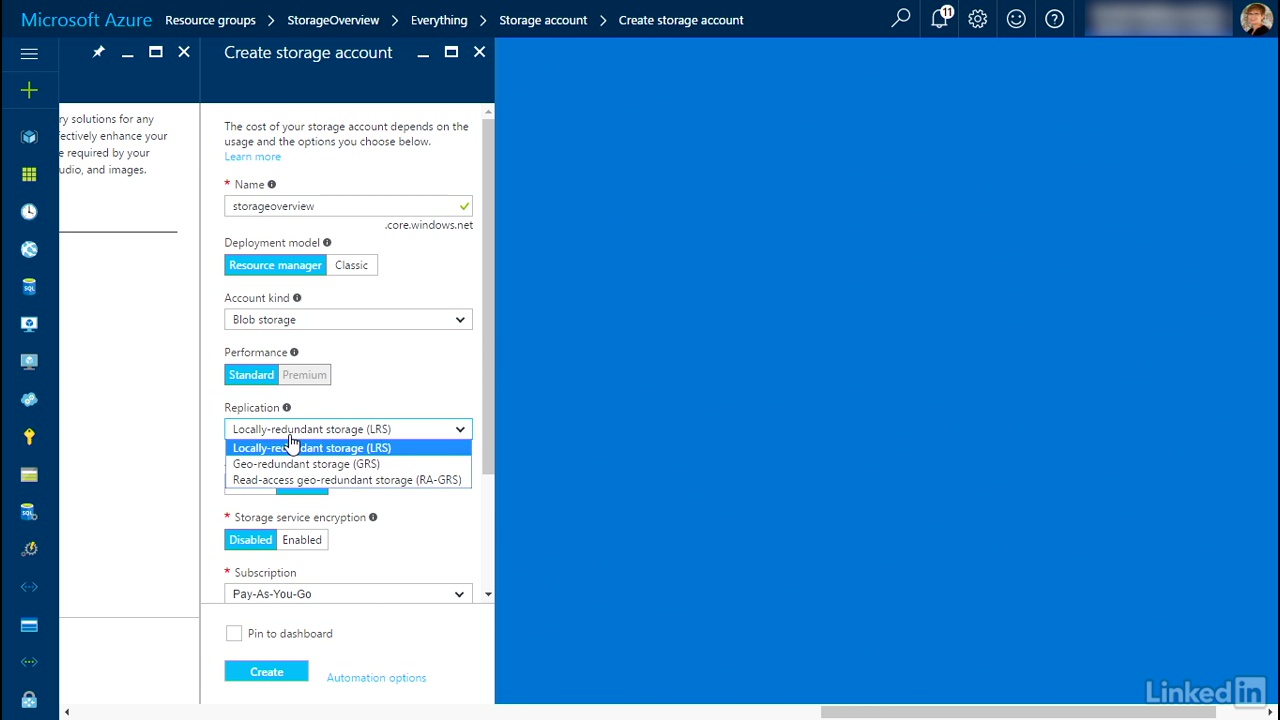 Microsoft Azure Resource groups > StorageOverview > Everything > Storage account > Create storage account
11
Create storage account
ry solutions for any
fectively enhance your
e required by your
udio, and images.
The cost of your storage account depends on the
usage and the options you choose below.
Learn more
* Name
storageoverview
.core.windows.net
Deployment model
Resource manager Classic
Account kind
Blob storage
Performance
Standard Premium
Replication
Locally-redundant storage (LRS)
Locally-redundant storage (LRS)
Geo-redundant storage (GRS)
Read-access geo-redundant storage (RA-GRS)
* Storage service encryption
Disabled Enabled
* Subscription
Pay-As-You-Go
Pin to dashboard
Create Automation options
SQL
SQL
LinkedIn